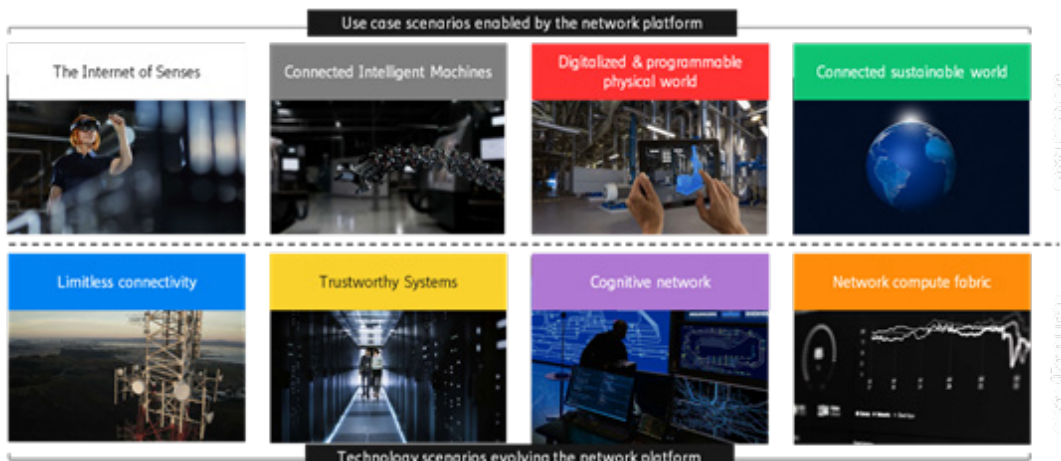 Use case scenarios enabled by the network platform
The Internet of Senses
Connected Intelligent Machines
Digitalized & programmable
physical world
Connected sustainable world
Limitless connectivity
Trustworthy Systems
Cognitive network
Network compute fabric
Technology scenarios evolving the network platform